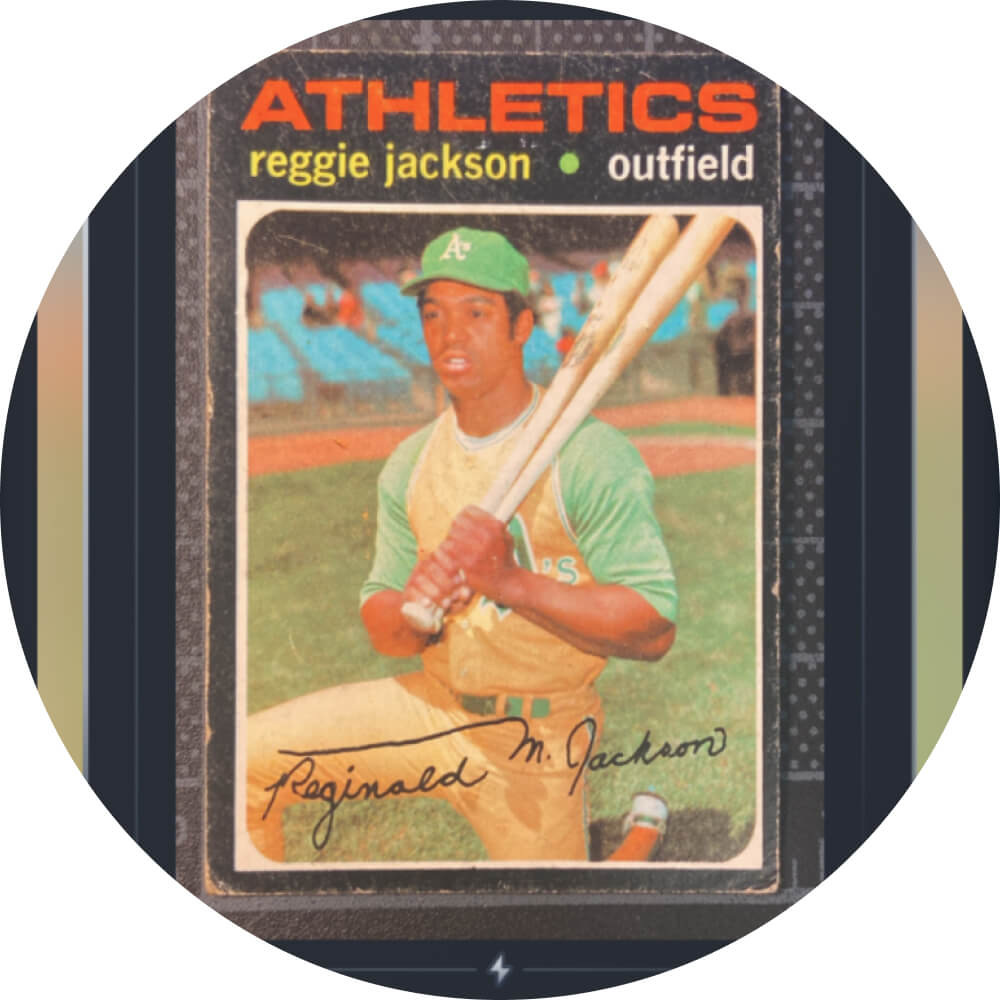 ATHLETICS
reggie jackson • outfield
A's
'S
Reginald M. Jackson